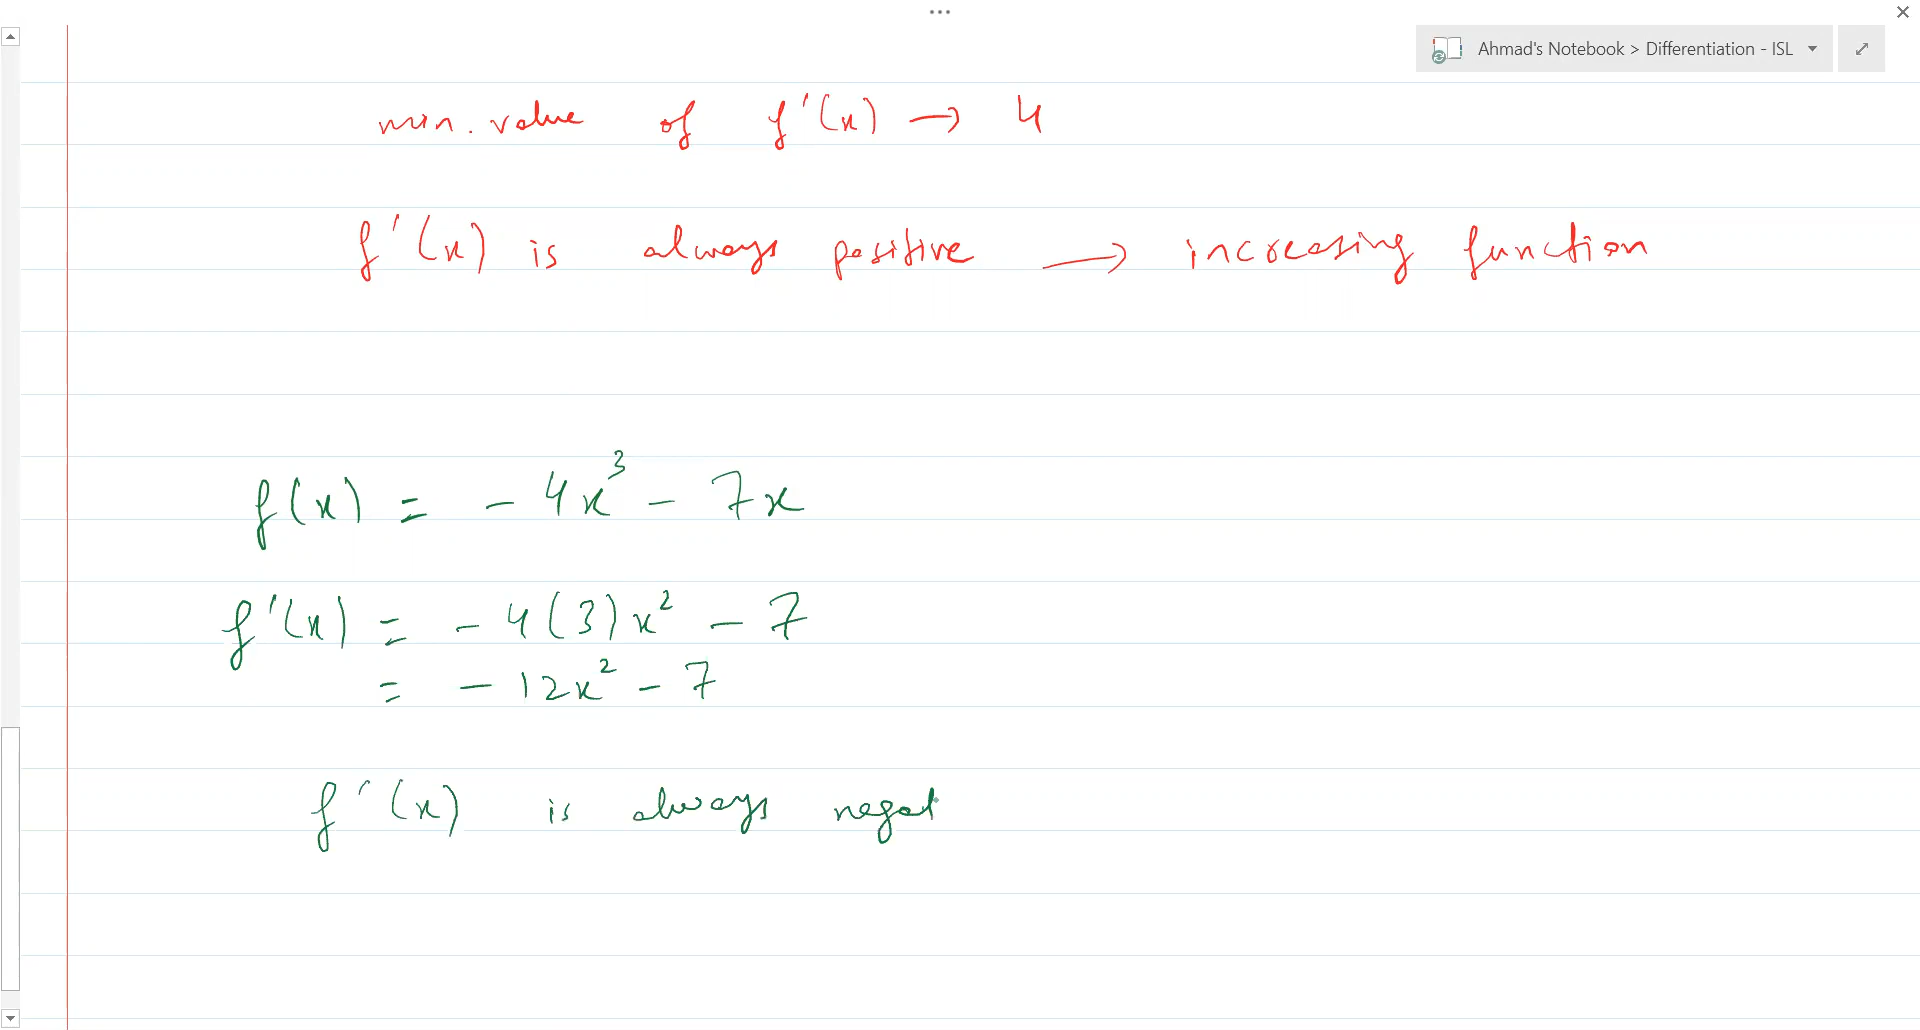 Ahmad's Notebook > Differentiation - ISL
min. value of f'(x) → 4
f'(x) is always positive → increasing function
f(x) = - 4x³ - 7x
f'(x) = - 4(3)x² - 7
= - 12x² - 7
f'(x) is always negat